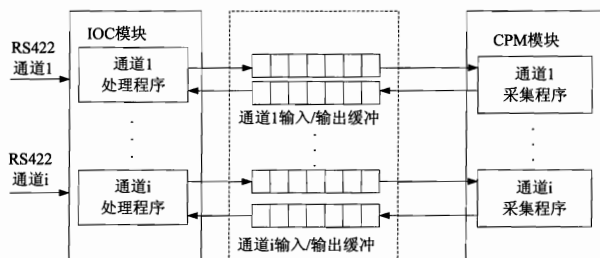 IOC模块
CPM模块
RS422
通道1
通道1
处理程序
通道1
采集程序
通道1输入/输出缓冲
RS422
通道i
通道i
处理程序
通道i
采集程序
通道i输入/输出缓冲